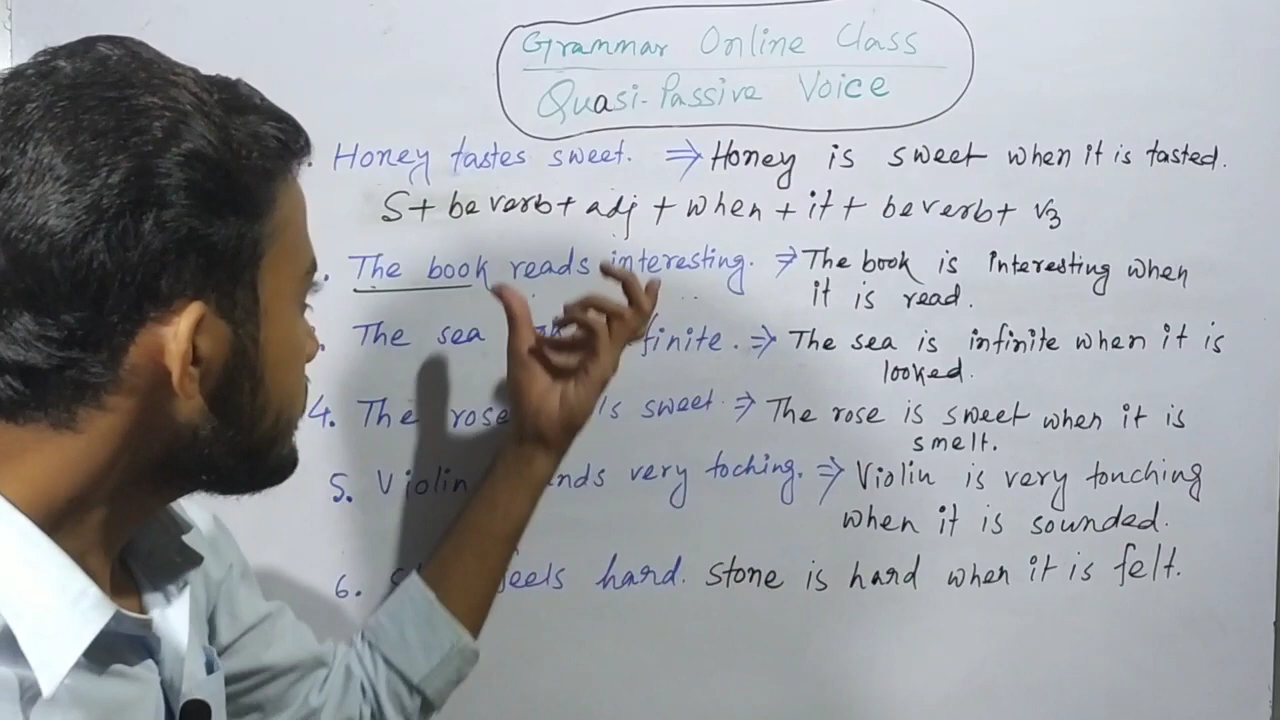 Grammar Online Class
Quasi-Passive Voice
Honey tastes sweet. ⇒ Honey is sweet when it is tasted.
S+ be verb+ adj + when + it + be verb + V3
The book reads interesting. ⇒ The book is interesting when
it is read.
The sea finite. ⇒ The sea is infinite when it is
looked.
4. The rose ls sweet. ⇒ The rose is sweet when it is
smelt.
5. Violin nds very toching. ⇒ Violin is very touching
when it is sounded.
6. feels hard. Stone is hard when it is felt.